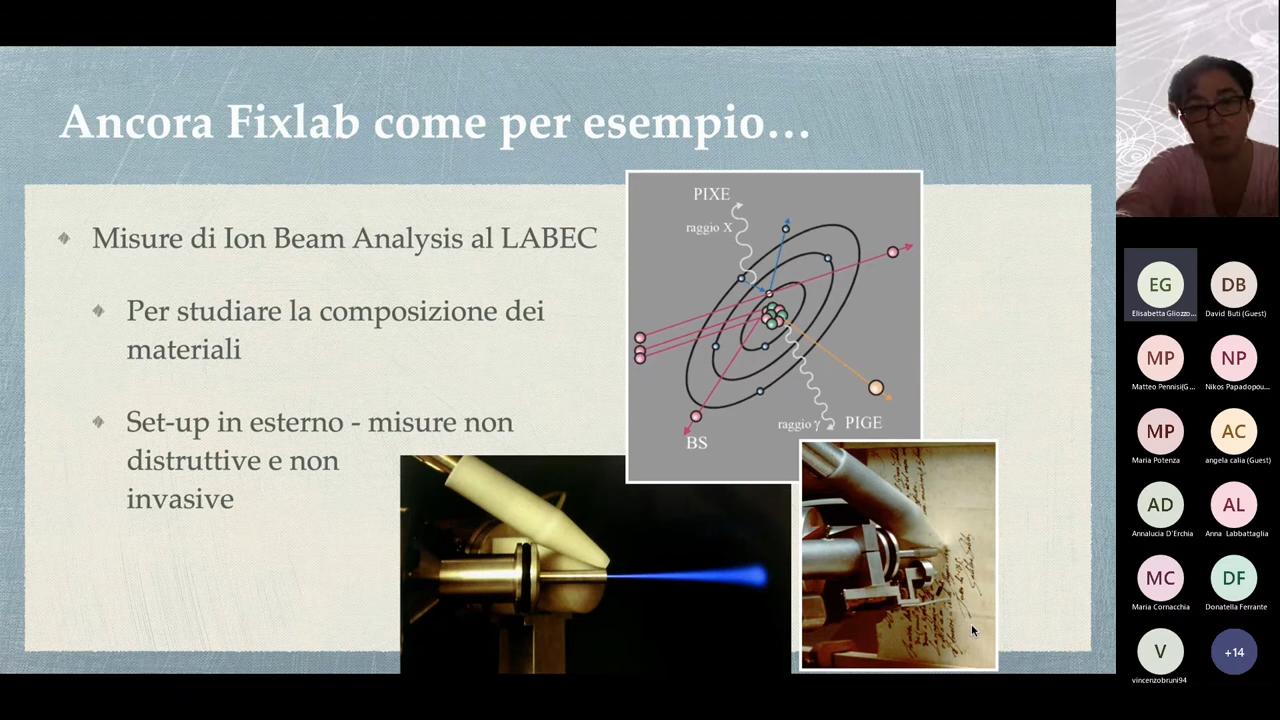 Ancora Fixlab come per esempio…
Misure di Ion Beam Analysis al LABEC
Per studiare la composizione dei
materiali
Set-up in esterno - misure non
distruttive e non
invasive
PIXE
raggio X
raggio γ
PIGE
BS
EG
Elisabetta Gliozzo...
DB
David Buti (Guest)
MP
Matteo Pennisi(G...
NP
Nikos Papadopou...
MP
Maria Potenza
AC
angela calia (Guest)
AD
Annalucia D'Erchia
AL
Anna Labbattaglia
MC
Maria Cornacchia
DF
Donatella Ferrante
V
vincenzobruni94
+14